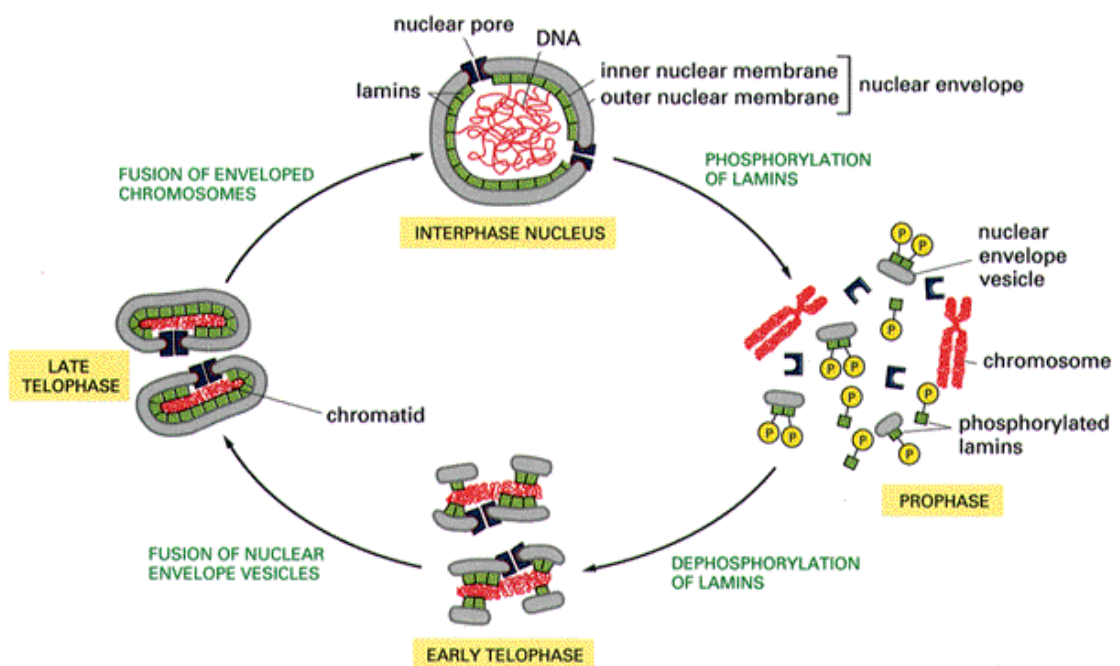 nuclear pore
DNA
lamins
inner nuclear membrane
outer nuclear membrane
nuclear envelope
FUSION OF ENVELOPED
CHROMOSOMES
PHOSPHORYLATION
OF LAMINS
INTERPHASE NUCLEUS
P P
nuclear
envelope
vesicle
P
LATE
TELOPHASE
chromosome
P P
chromatid
P
P
P P
P
P
phosphorylated
lamins
PROPHASE
FUSION OF NUCLEAR
ENVELOPE VESICLES
DEPHOSPHORYLATION
OF LAMINS
EARLY TELOPHASE